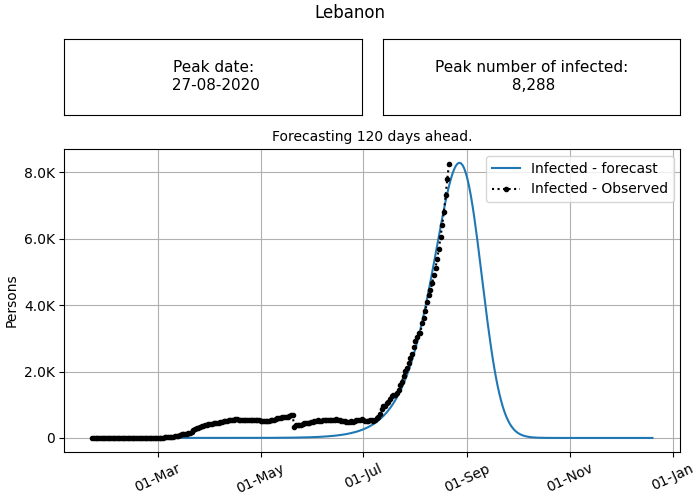 Lebanon
Peak date:
27-08-2020
Peak number of infected:
8,288
Forecasting 120 days ahead.
Infected - forecast
Infected - Observed
8.0K
6.0K
4.0K
2.0K
0
Persons
01-Mar
01-May
01-Jul
01-Sep
01-Nov
01-Jan